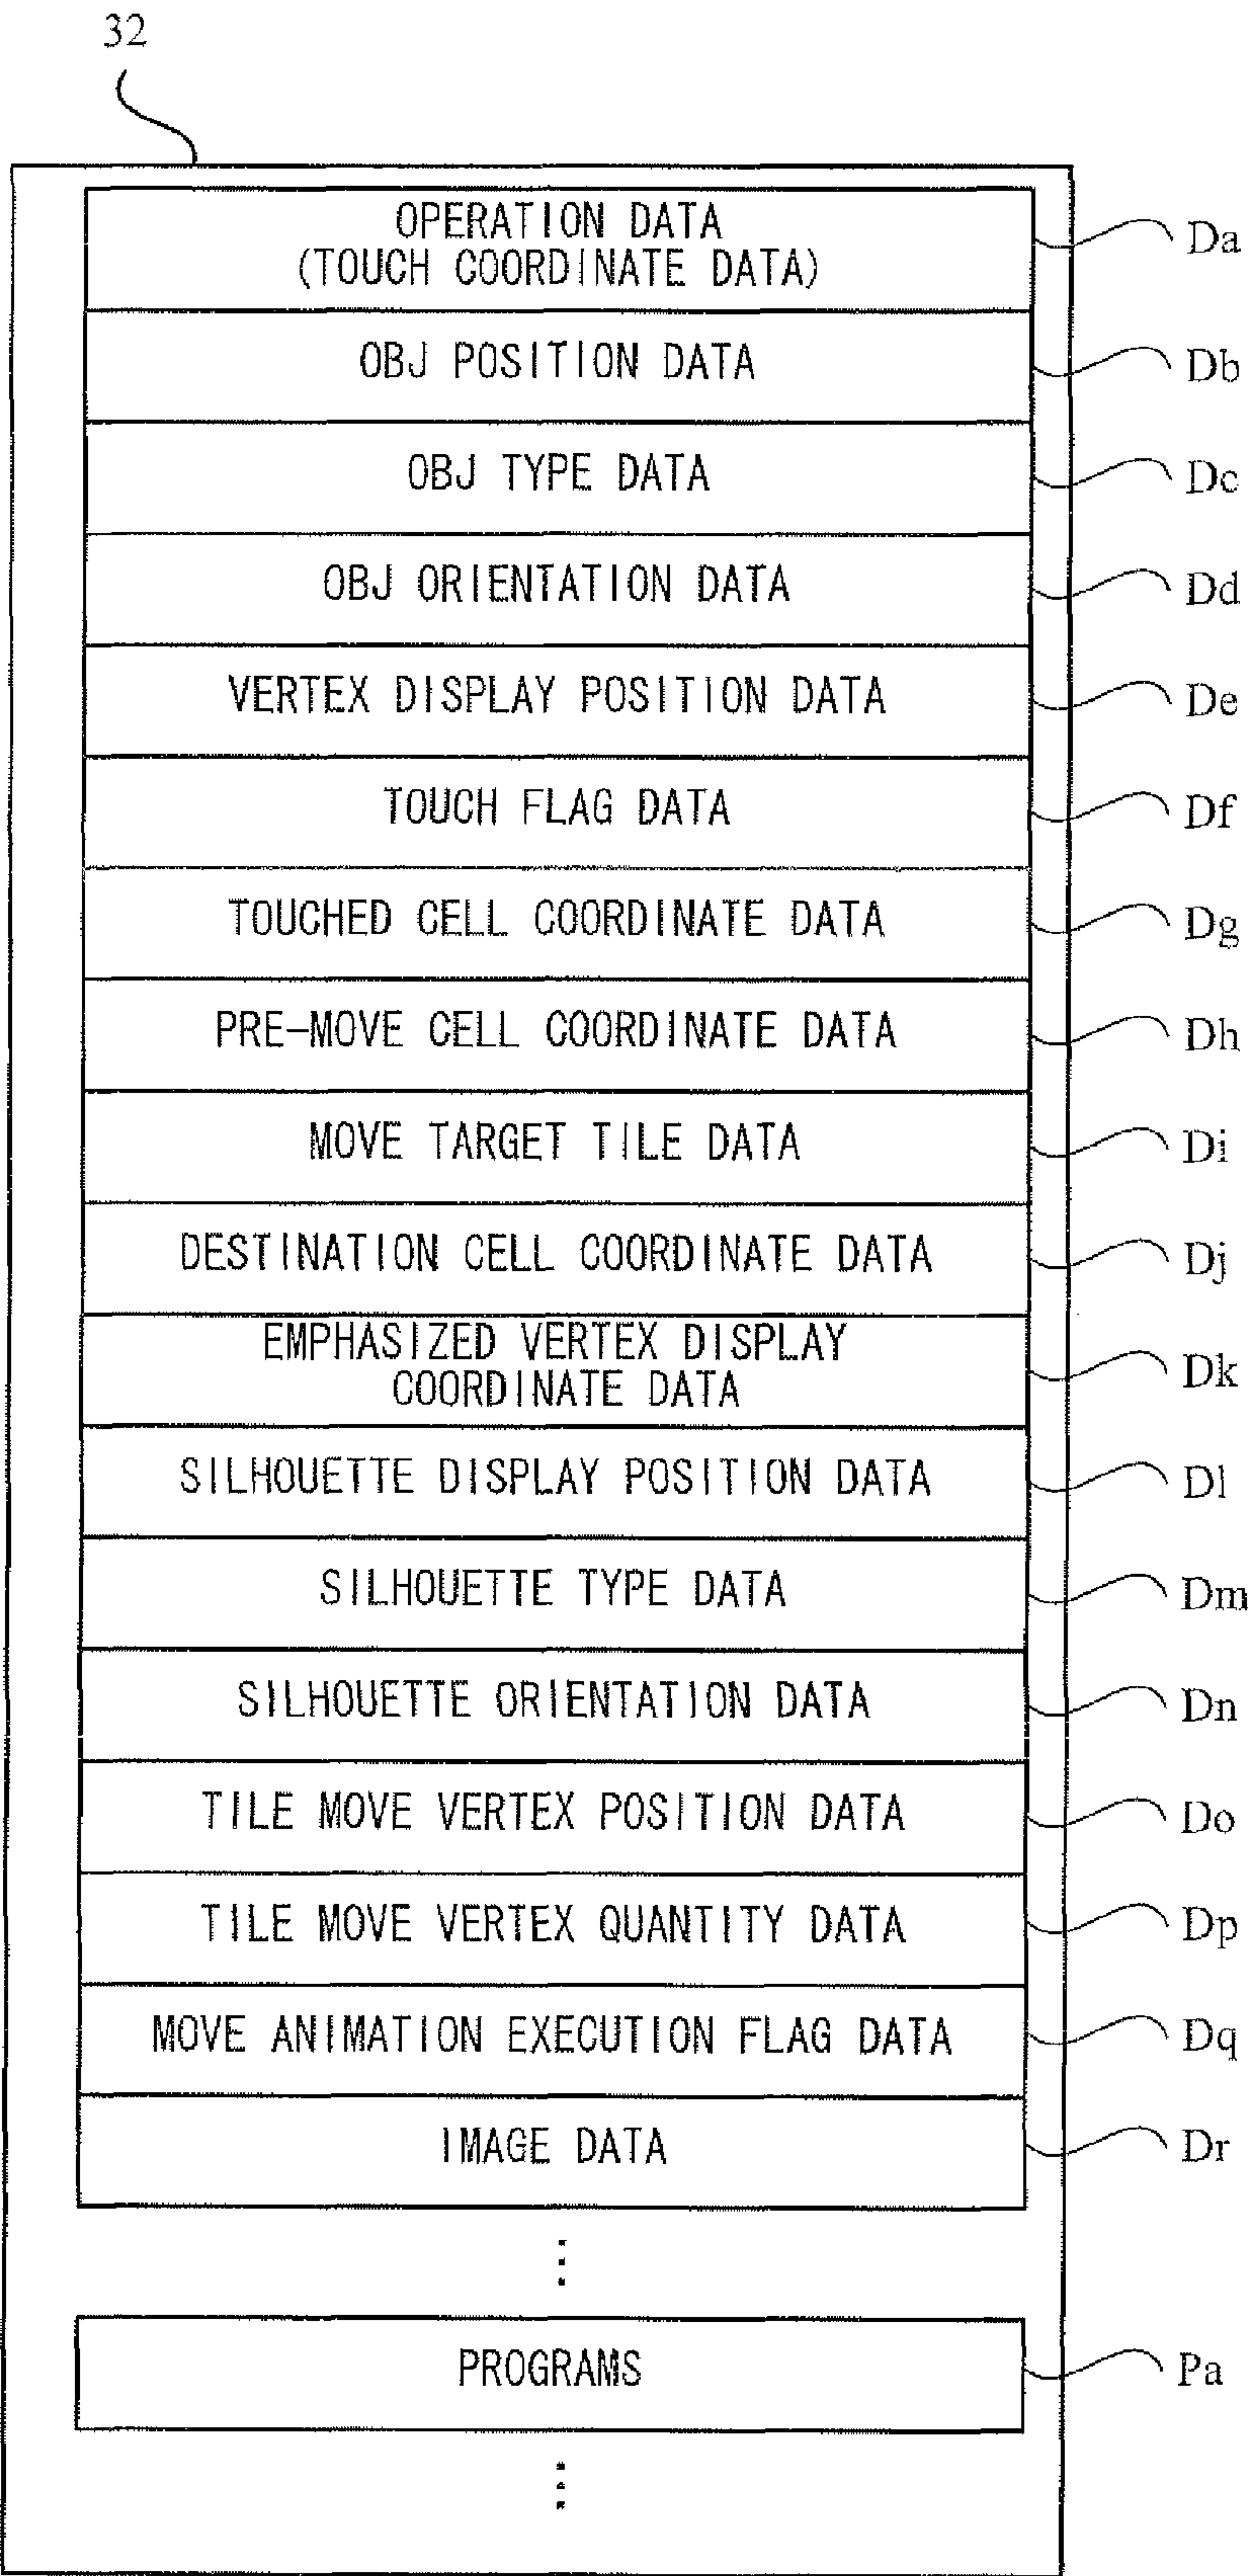 32
OPERATION DATA
(TOUCH COORDINATE DATA)
Da
OBJ POSITION DATA
Db
OBJ TYPE DATA
Dc
OBJ ORIENTATION DATA
Dd
VERTEX DISPLAY POSITION DATA
De
TOUCH FLAG DATA
Df
TOUCHED CELL COORDINATE DATA
Dg
PRE-MOVE CELL COORDINATE DATA
Dh
MOVE TARGET TILE DATA
Di
DESTINATION CELL COORDINATE DATA
Dj
EMPHASIZED VERTEX DISPLAY
COORDINATE DATA
Dk
SILHOUETTE DISPLAY POSITION DATA
Dl
SILHOUETTE TYPE DATA
Dm
SILHOUETTE ORIENTATION DATA
Dn
TILE MOVE VERTEX POSITION DATA
Do
TILE MOVE VERTEX QUANTITY DATA
Dp
MOVE ANIMATION EXECUTION FLAG DATA
Dq
IMAGE DATA
Dr
PROGRAMS
Pa